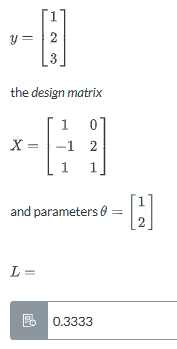 y = [1
2
3]
the design matrix
X = [1 0
-1 2
1 1]
and parameters θ = [1
2]
L =
0.3333